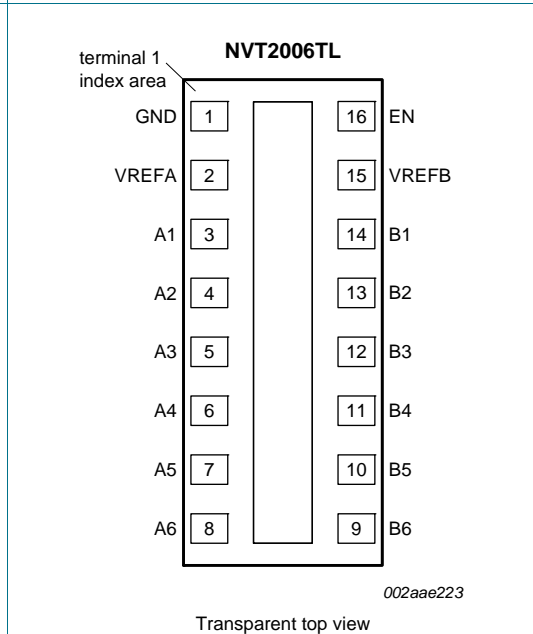 NVT2006TL
terminal 1
index area
GND 1 16 EN
VREFA 2 15 VREFB
A1 3 14 B1
A2 4 13 B2
A3 5 12 B3
A4 6 11 B4
A5 7 10 B5
A6 8 9 B6
002aae223
Transparent top view